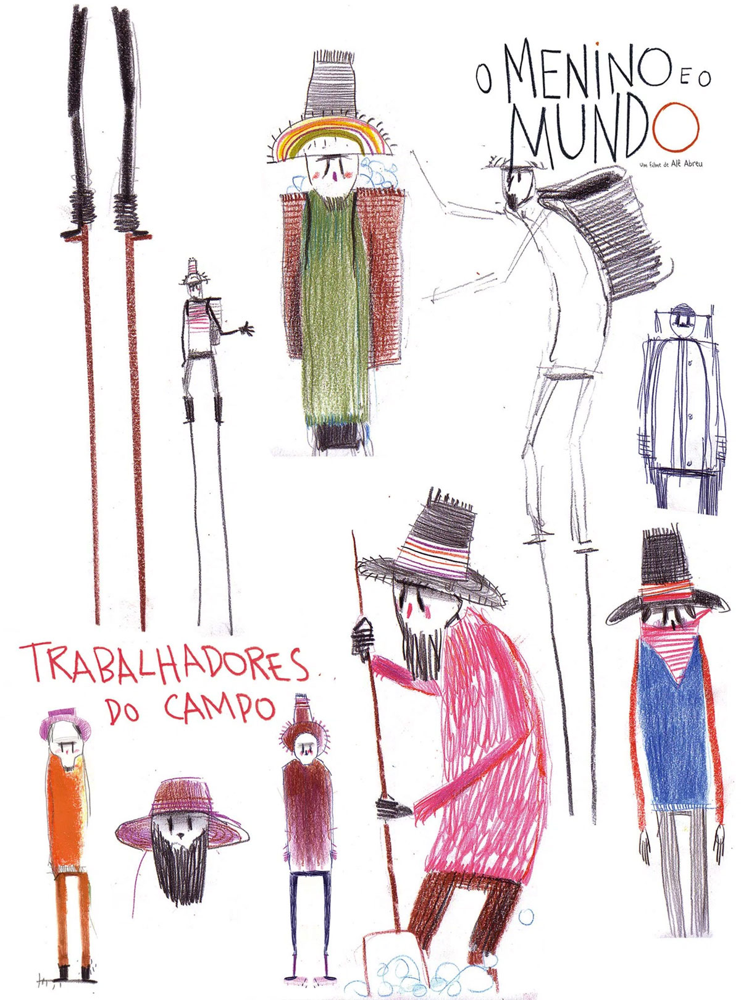 O MENINO E O
MUNDO
um filme de Alê Abreu
TRABALHADORES
DO CAMPO